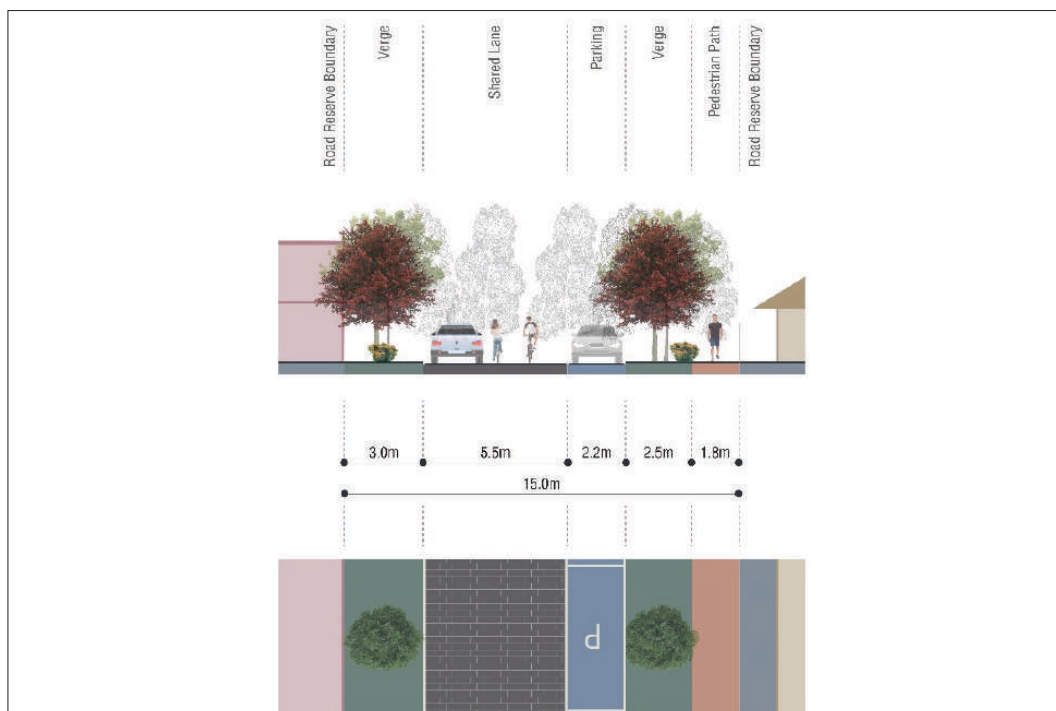 Road Reserve Boundary
Verge
Shared Lane
Parking
Verge
Pedestrian Path
Road Reserve Boundary
3.0m
5.5m
2.2m
2.5m
1.8m
15.0m
P